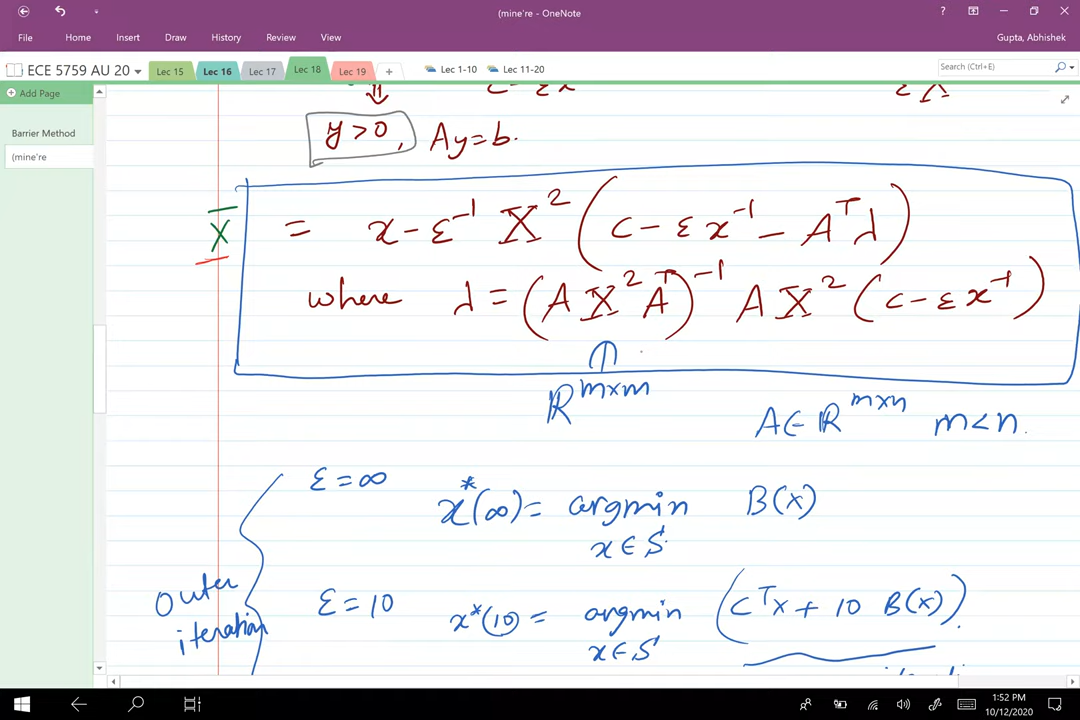 (mine're - OneNote
?
File Home Insert Draw History Review View Gupta, Abhishek
ECE 5759 AU 20 Lec 15 Lec 16 Lec 17 Lec 18 Lec 19 + Lec 1-10 Lec 11-20 Search (Ctrl+E)
Add Page
Barrier Method
(mine're
y > 0, Ay = b.
x̄ = x - ε⁻¹ X² (c - εx⁻¹ - Aᵀλ)
where λ = (A X² Aᵀ)⁻¹ A X² (c - εx⁻¹)
⇑
ℝ^{m×m}
A ∈ ℝ^{m×n} m < n.
ε = ∞ x*(∞) = argmin B(x)
x ∈ S
Outer
iteration
ε = 10 x*(10) = argmin (cᵀx + 10 B(x)).
x ∈ S
1:52 PM
10/12/2020